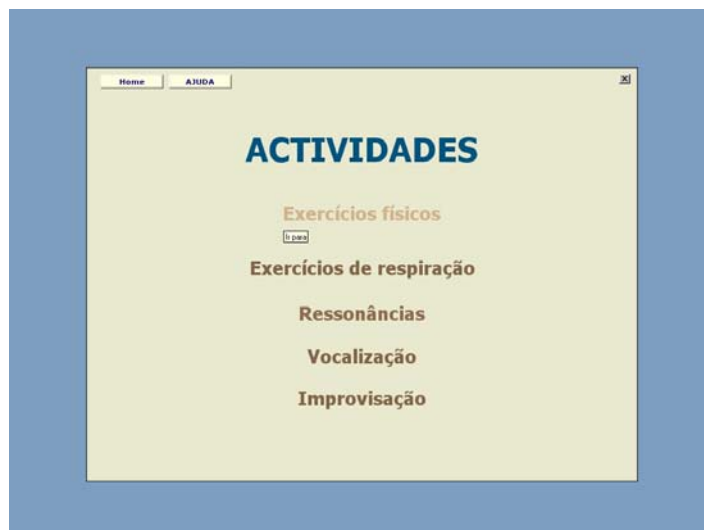 Home AJUDA x
ACTIVIDADES
Exercícios físicos
Ir para
Exercícios de respiração
Ressonâncias
Vocalização
Improvisação